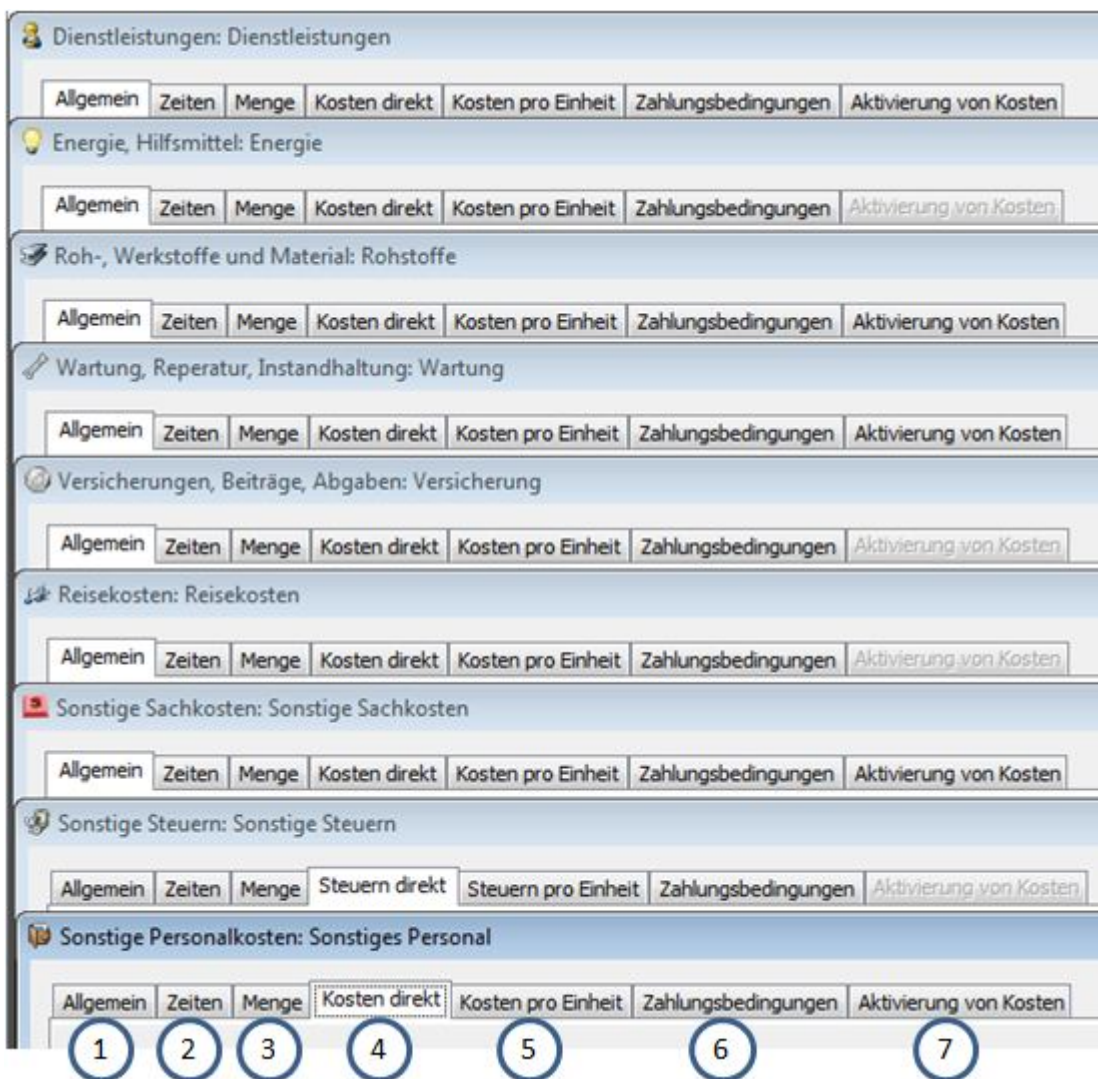 Dienstleistungen: Dienstleistungen
Allgemein Zeiten Menge Kosten direkt Kosten pro Einheit Zahlungsbedingungen Aktivierung von Kosten
Energie, Hilfsmittel: Energie
Allgemein Zeiten Menge Kosten direkt Kosten pro Einheit Zahlungsbedingungen Aktivierung von Kosten
Roh-, Werkstoffe und Material: Rohstoffe
Allgemein Zeiten Menge Kosten direkt Kosten pro Einheit Zahlungsbedingungen Aktivierung von Kosten
Wartung, Reperatur, Instandhaltung: Wartung
Allgemein Zeiten Menge Kosten direkt Kosten pro Einheit Zahlungsbedingungen Aktivierung von Kosten
Versicherungen, Beiträge, Abgaben: Versicherung
Allgemein Zeiten Menge Kosten direkt Kosten pro Einheit Zahlungsbedingungen Aktivierung von Kosten
Reisekosten: Reisekosten
Allgemein Zeiten Menge Kosten direkt Kosten pro Einheit Zahlungsbedingungen Aktivierung von Kosten
Sonstige Sachkosten: Sonstige Sachkosten
Allgemein Zeiten Menge Kosten direkt Kosten pro Einheit Zahlungsbedingungen Aktivierung von Kosten
Sonstige Steuern: Sonstige Steuern
Allgemein Zeiten Menge Steuern direkt Steuern pro Einheit Zahlungsbedingungen Aktivierung von Kosten
Sonstige Personalkosten: Sonstiges Personal
Allgemein Zeiten Menge Kosten direkt Kosten pro Einheit Zahlungsbedingungen Aktivierung von Kosten
1 2 3 4 5 6 7